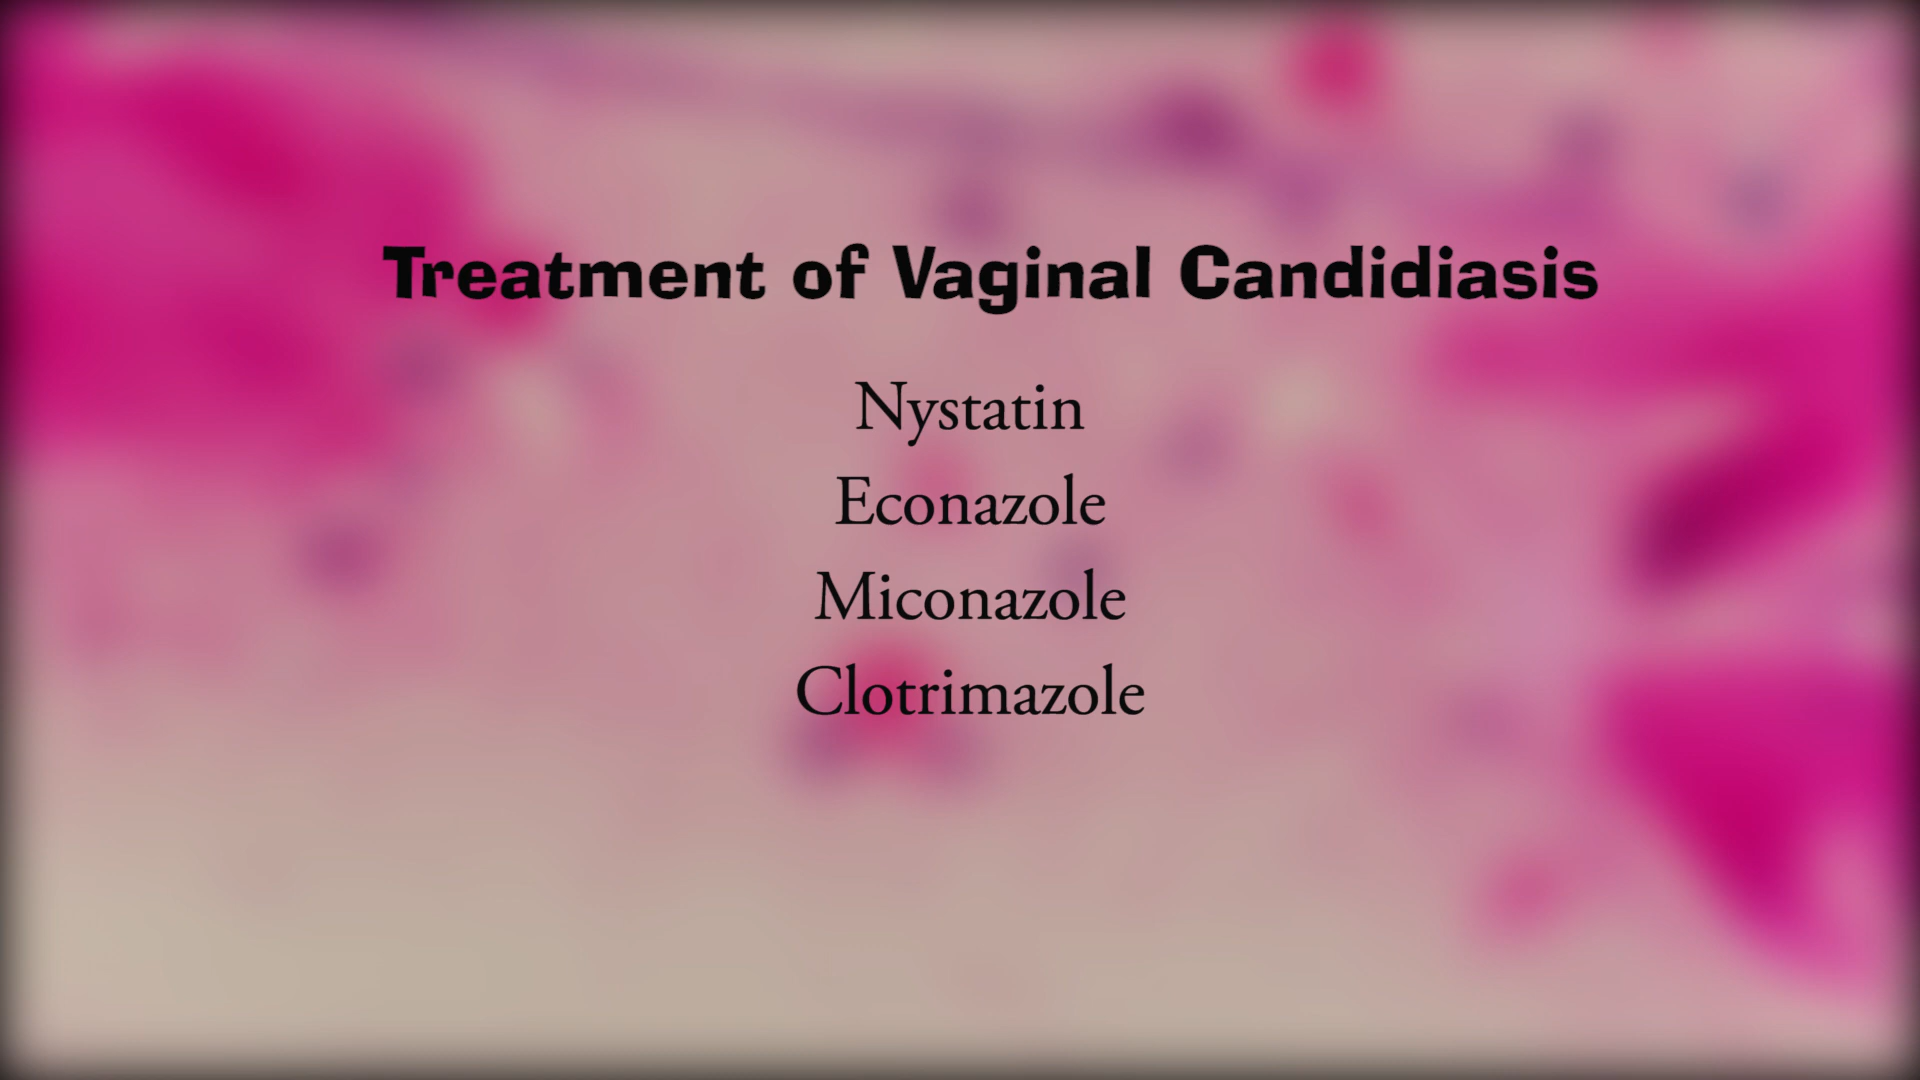 Treatment of Vaginal Candidiasis
Nystatin
Econazole
Miconazole
Clotrimazole